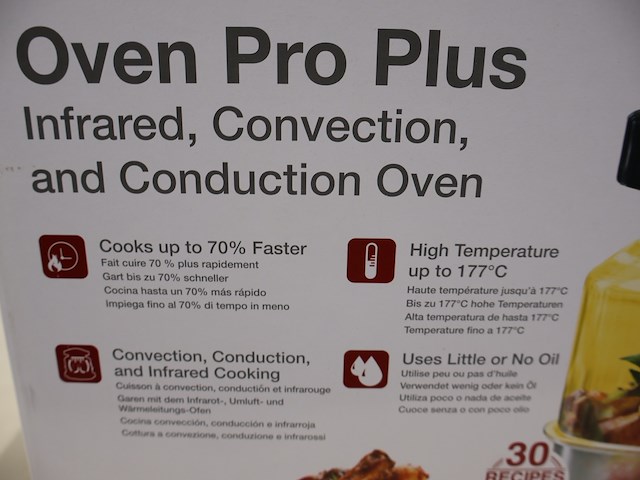 Oven Pro Plus
Infrared, Convection,
and Conduction Oven
Cooks up to 70% Faster
Fait cuire 70 % plus rapidement
Gart bis zu 70% schneller
Cocina hasta un 70% más rápido
Impiega fino al 70% di tempo in meno
High Temperature
up to 177°C
Haute température jusqu'à 177°C
Bis zu 177°C hohe Temperaturen
Alta temperatura de hasta 177°C
Temperature fino a 177°C
Convection, Conduction,
and Infrared Cooking
Cuisson à convection, conduction et infrarouge
Garen mit dem Infrarot-, Umluft- und
Wärmeleitungs-Ofen
Cocina convección, conducción e infrarroja
Cottura a convezione, conduzione e infrarossi
Uses Little or No Oil
Utilise peu ou pas d'huile
Verwendet wenig oder kein Öl
Utiliza poco o nada de aceite
Cuoce senza o con poco olio
30
RECIPES